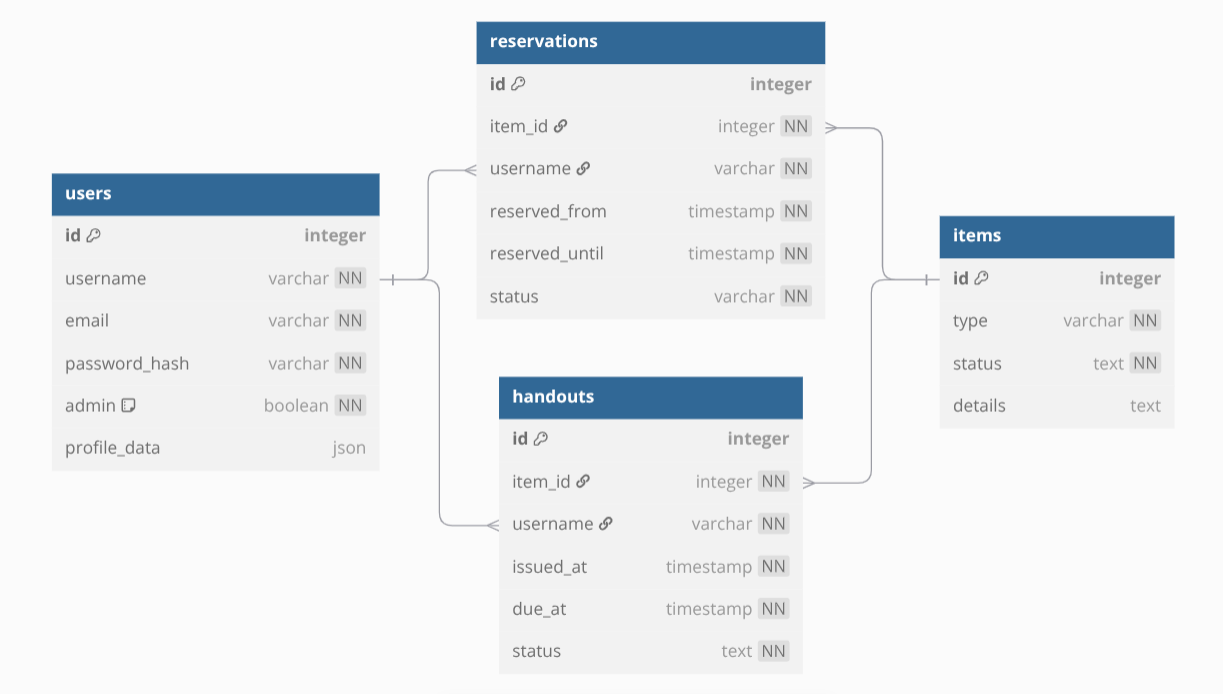 reservations
id integer
item_id integer NN
username varchar NN
reserved_from timestamp NN
reserved_until timestamp NN
status varchar NN
users
id integer
username varchar NN
email varchar NN
password_hash varchar NN
admin boolean NN
profile_data json
items
id integer
type varchar NN
status text NN
details text
handouts
id integer
item_id integer NN
username varchar NN
issued_at timestamp NN
due_at timestamp NN
status text NN